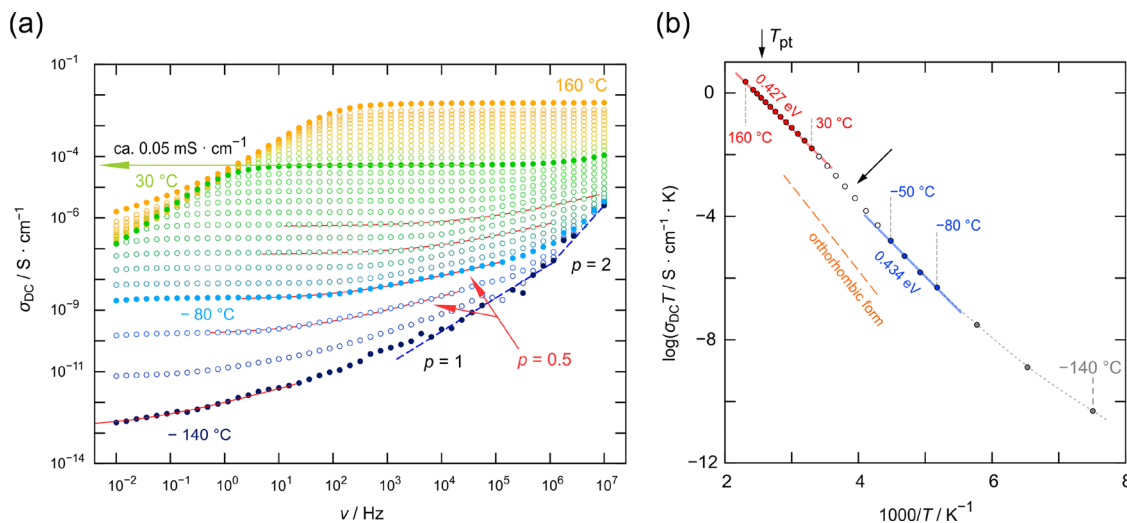 (a)
10⁻¹
10⁻⁴
10⁻⁶
10⁻⁹
10⁻¹¹
10⁻¹⁴
σDC / S · cm⁻¹
160 °C
ca. 0.05 mS · cm⁻¹
30 °C
− 80 °C
p = 2
p = 1
p = 0.5
− 140 °C
10⁻² 10⁻¹ 10⁰ 10¹ 10² 10³ 10⁴ 10⁵ 10⁶ 10⁷
ν / Hz
(b)
Tpt
0
−4
−8
−12
log(σDCT / S · cm⁻¹ · K)
0.427 eV
160 °C
30 °C
−50 °C
−80 °C
0.434 eV
orthorhombic form
−140 °C
2 4 6 8
1000/T / K⁻¹